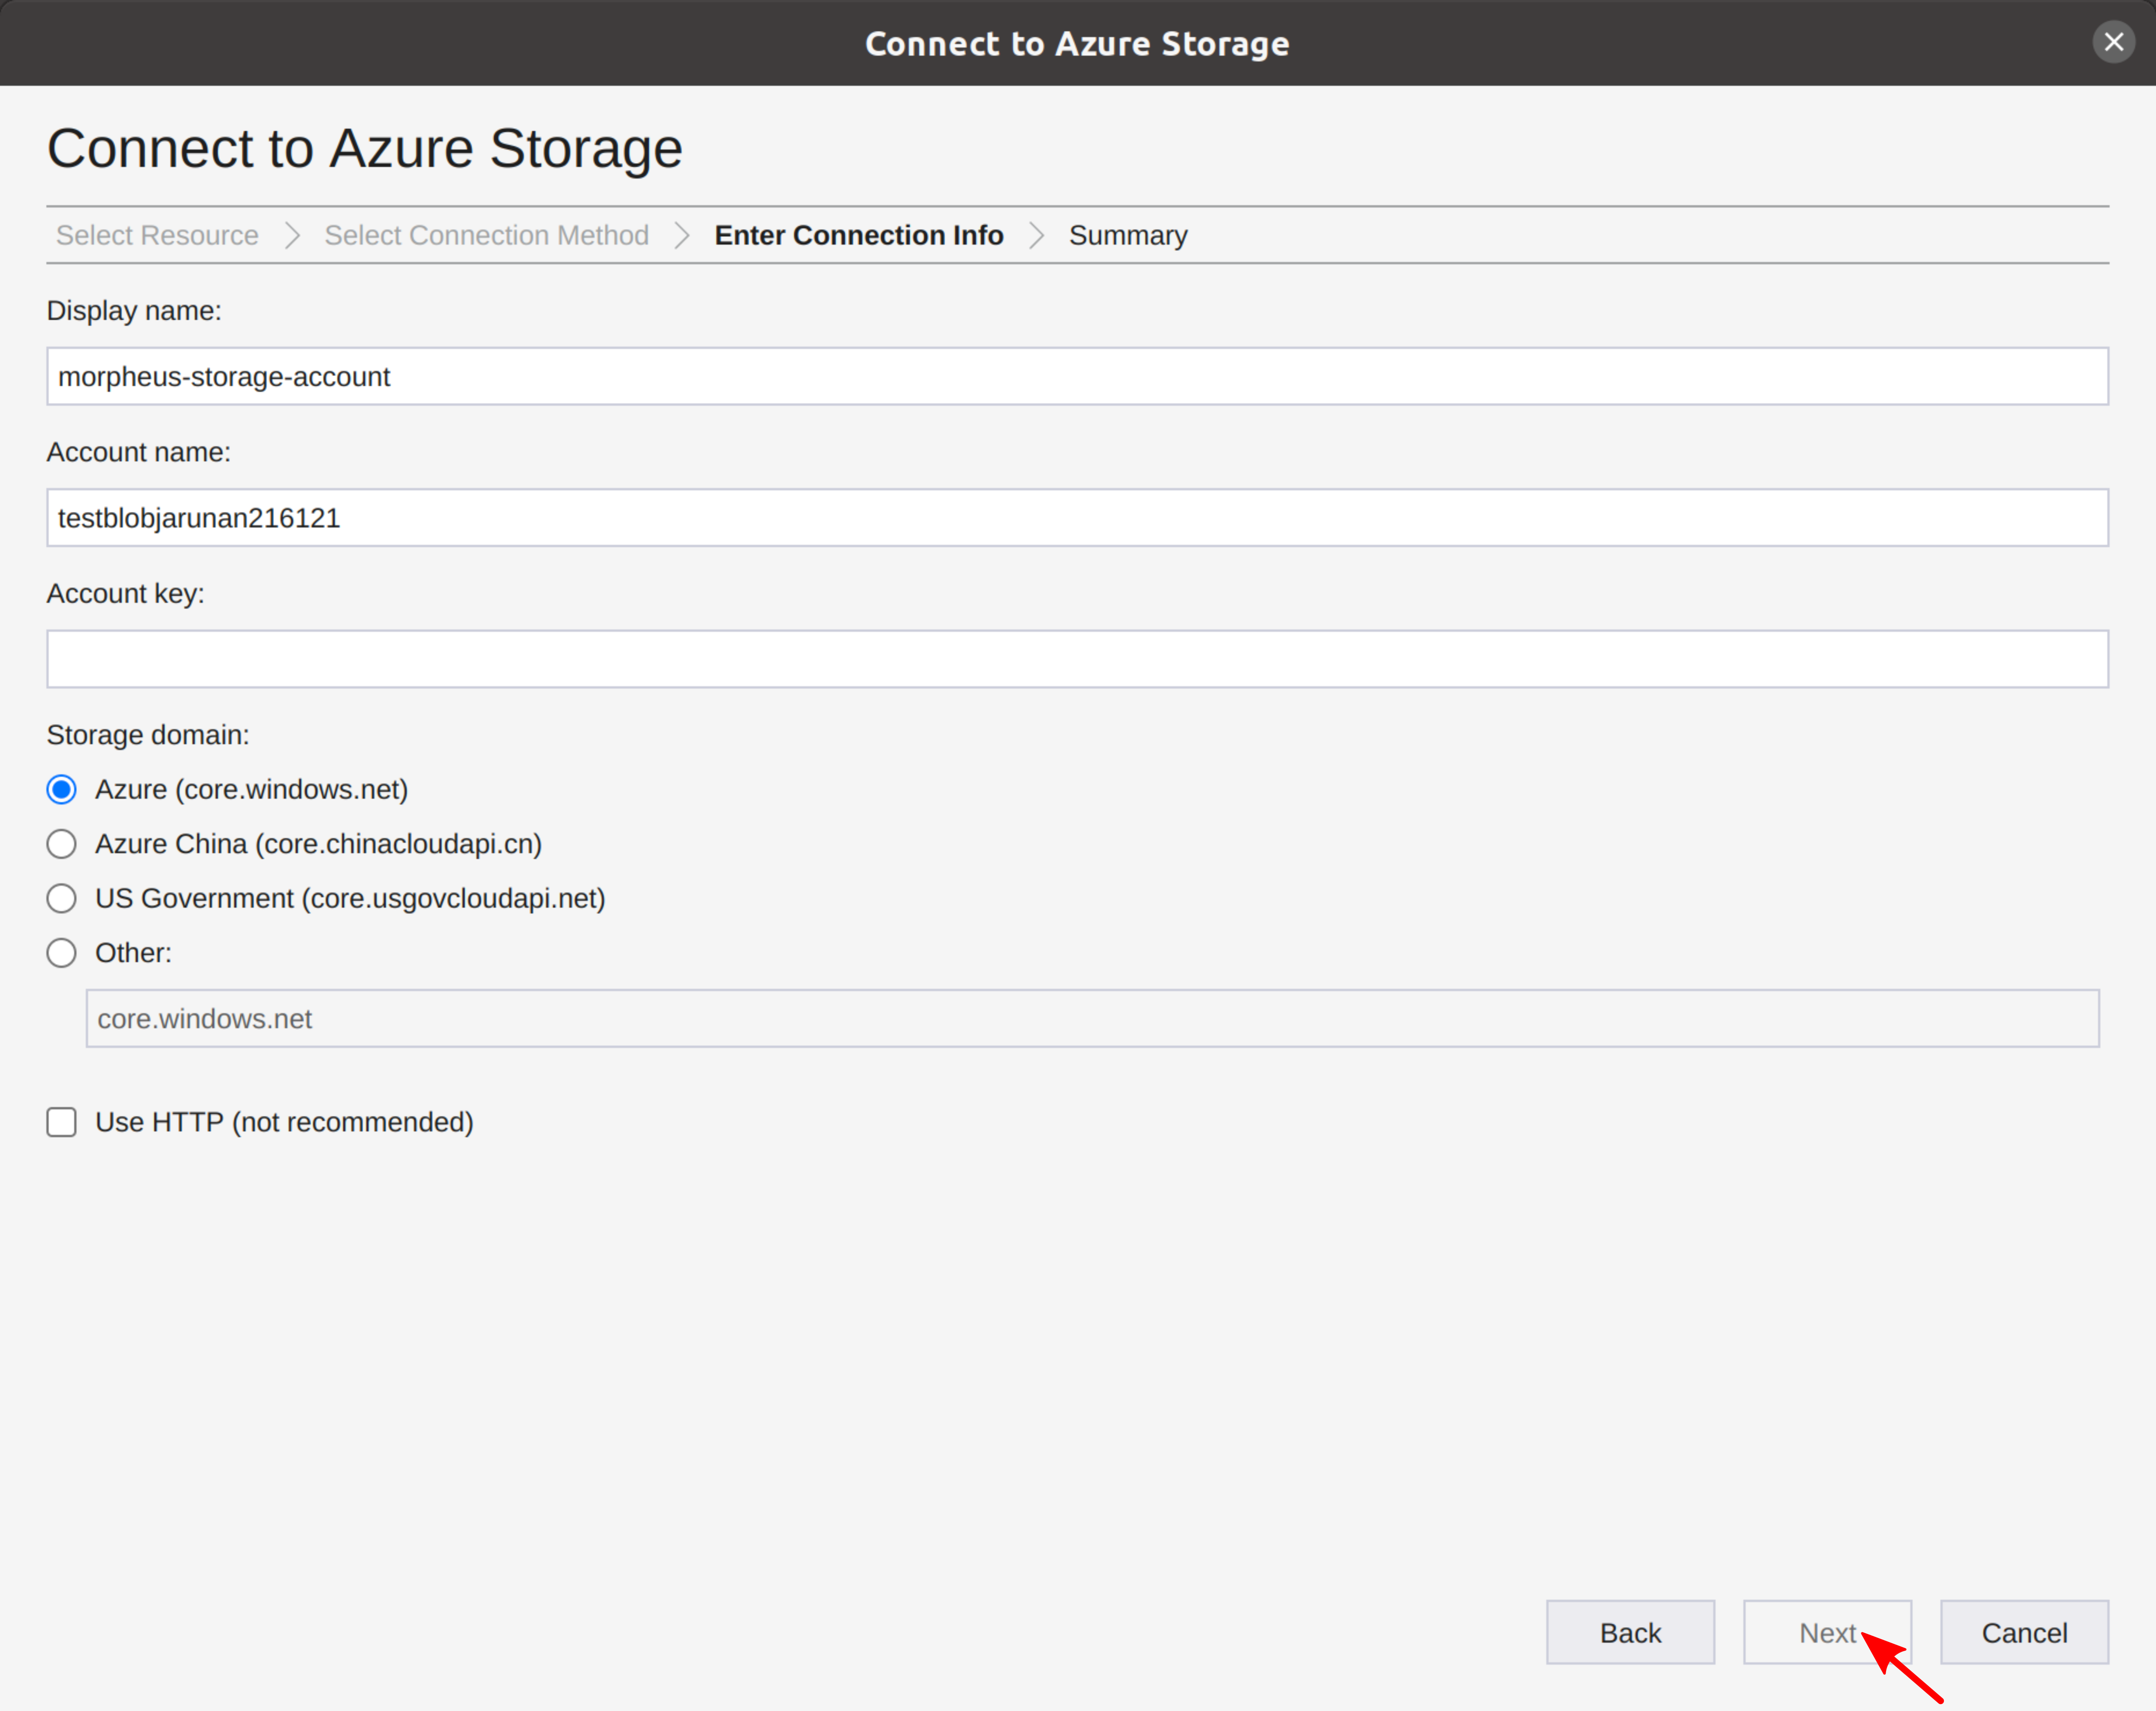 Connect to Azure Storage
Connect to Azure Storage
Select Resource Select Connection Method Enter Connection Info Summary
Display name:
morpheus-storage-account
Account name:
testblobjarunan216121
Account key:
Storage domain:
Azure (core.windows.net)
Azure China (core.chinacloudapi.cn)
US Government (core.usgovcloudapi.net)
Other:
core.windows.net
Use HTTP (not recommended)
Back Next Cancel